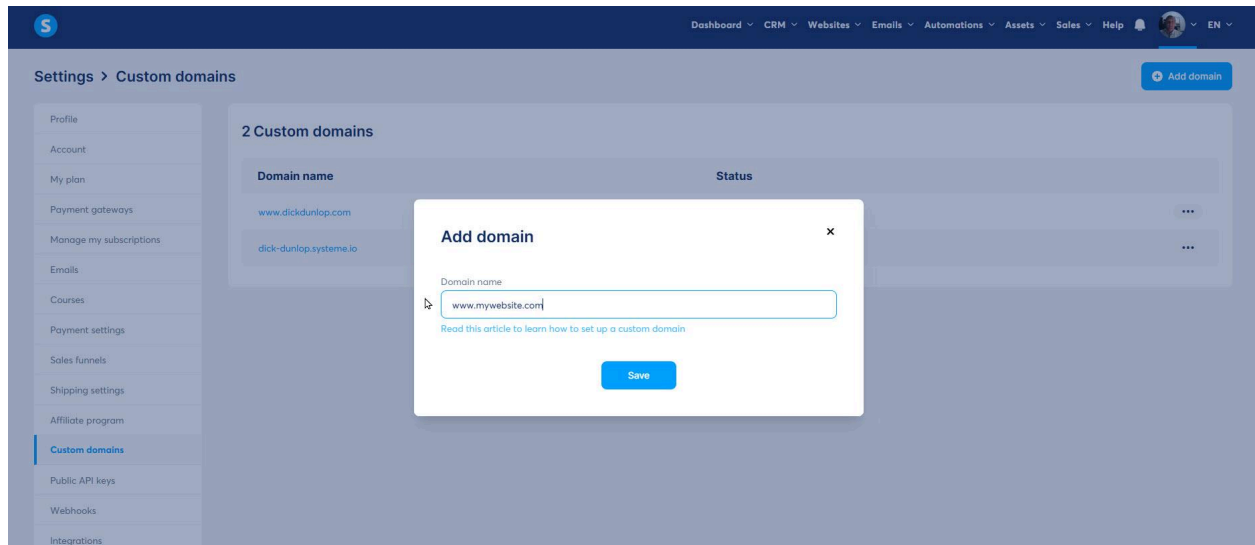 S Dashboard CRM Websites Emails Automations Assets Sales Help EN
Settings > Custom domains
Add domain
Profile
Account
My plan
Payment gateways
Manage my subscriptions
Emails
Courses
Payment settings
Sales funnels
Shipping settings
Affiliate program
Custom domains
Public API keys
Webhooks
Integrations
2 Custom domains
Domain name Status
www.dickdunlop.com
dick-dunlop.systeme.io
Add domain
Domain name
www.mywebsite.com
Read this article to learn how to set up a custom domain
Save